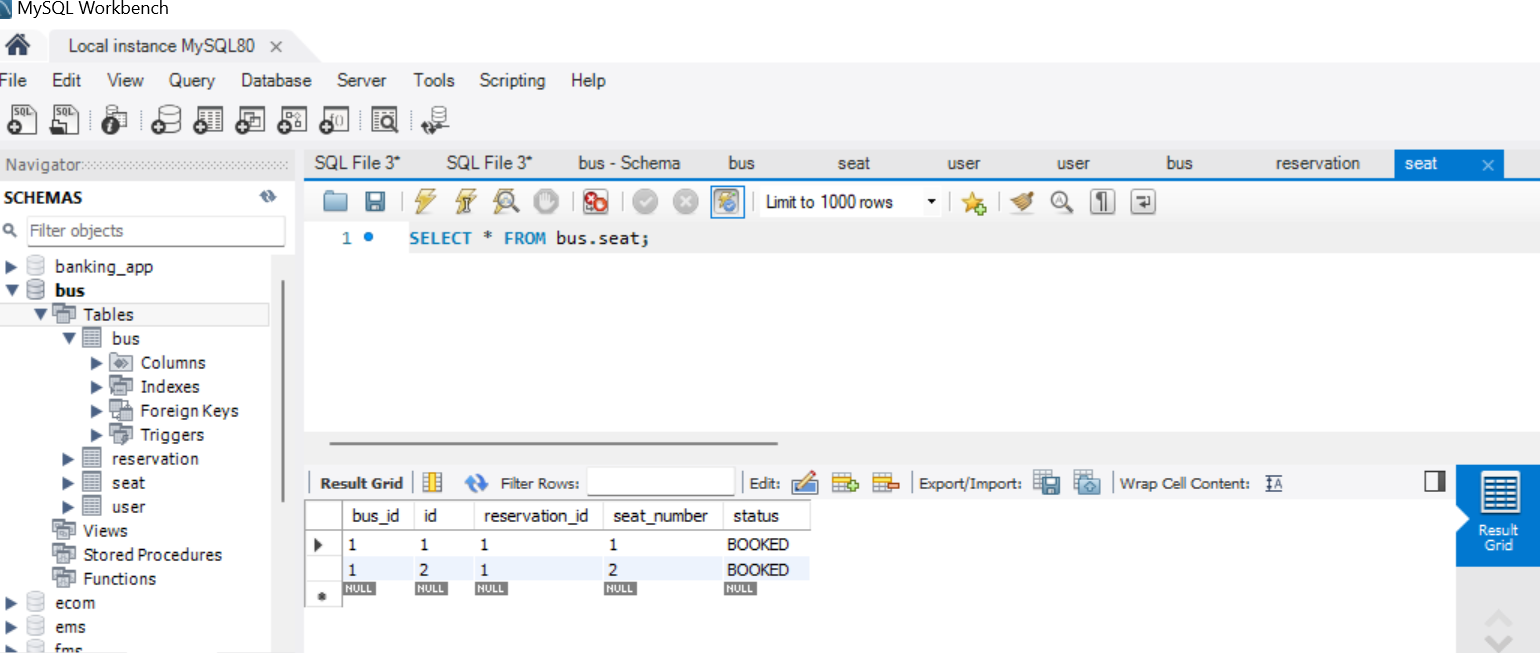 MySQL Workbench
Local instance MySQL80
File Edit View Query Database Server Tools Scripting Help
SQL SQL
Navigator
SQL File 3* SQL File 3* bus - Schema bus seat user user bus reservation seat
SCHEMAS
Limit to 1000 rows
Filter objects
1 SELECT * FROM bus.seat;
banking_app
bus
Tables
bus
Columns
Indexes
Foreign Keys
Triggers
reservation
seat
user
Views
Stored Procedures
Functions
ecom
ems
fms
Result Grid Filter Rows: Edit: Export/Import: Wrap Cell Content: IA
bus_id id reservation_id seat_number status
1 1 1 1 BOOKED
1 2 1 2 BOOKED
NULL NULL NULL NULL NULL
Result
Grid